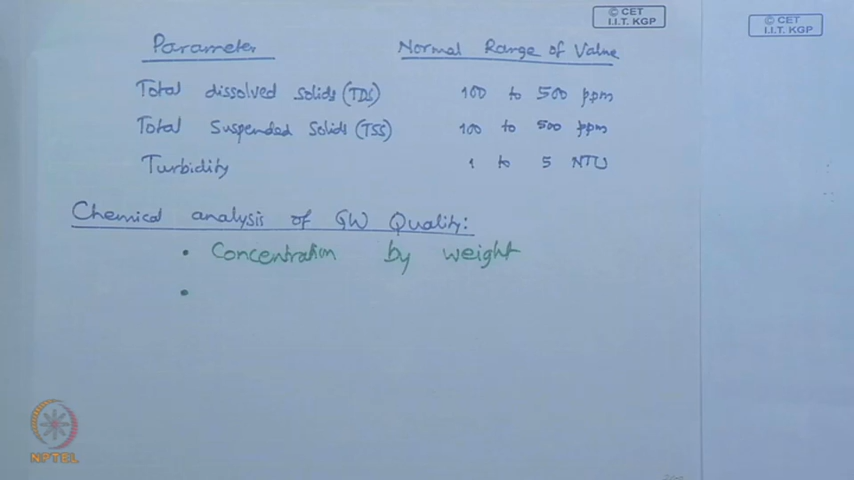 © CET
I.I.T. KGP
© CET
I.I.T. KGP
Parameter Normal Range of Value
Total dissolved solids (TDS) 100 to 500 ppm
Total Suspended Solids (TSS) 100 to 500 ppm
Turbidity 1 to 5 NTU
Chemical analysis of GW Quality:
• Concentration by weight
•
NPTEL